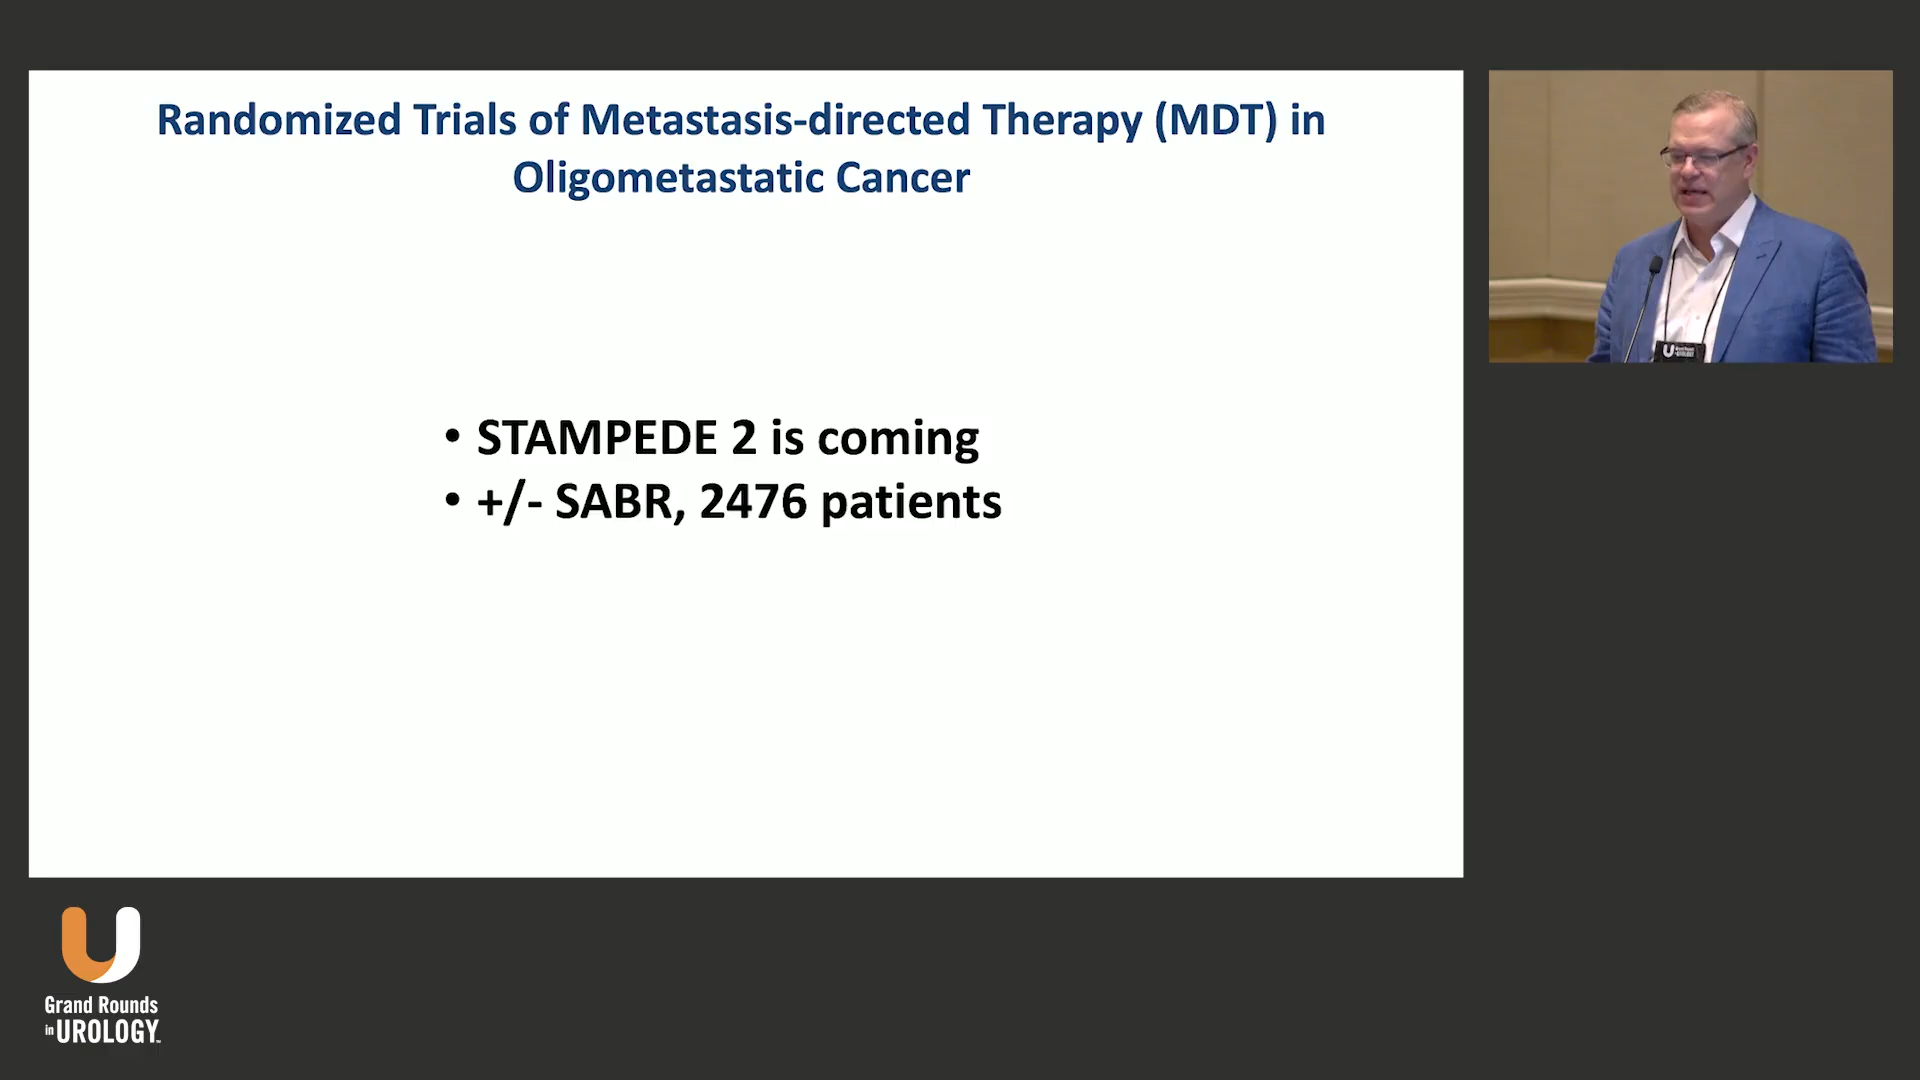 Randomized Trials of Metastasis-directed Therapy (MDT) in
Oligometastatic Cancer
• STAMPEDE 2 is coming
• +/- SABR, 2476 patients
Grand Rounds
in UROLOGY